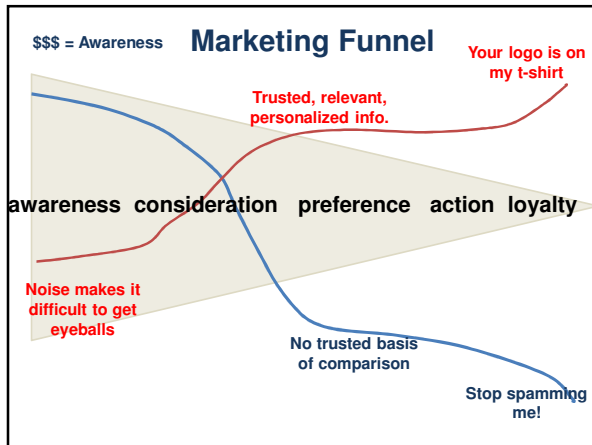 $$$ = Awareness
Marketing Funnel
Your logo is on
my t-shirt
Trusted, relevant,
personalized info.
awareness consideration preference action loyalty
Noise makes it
difficult to get
eyeballs
No trusted basis
of comparison
Stop spamming
me!